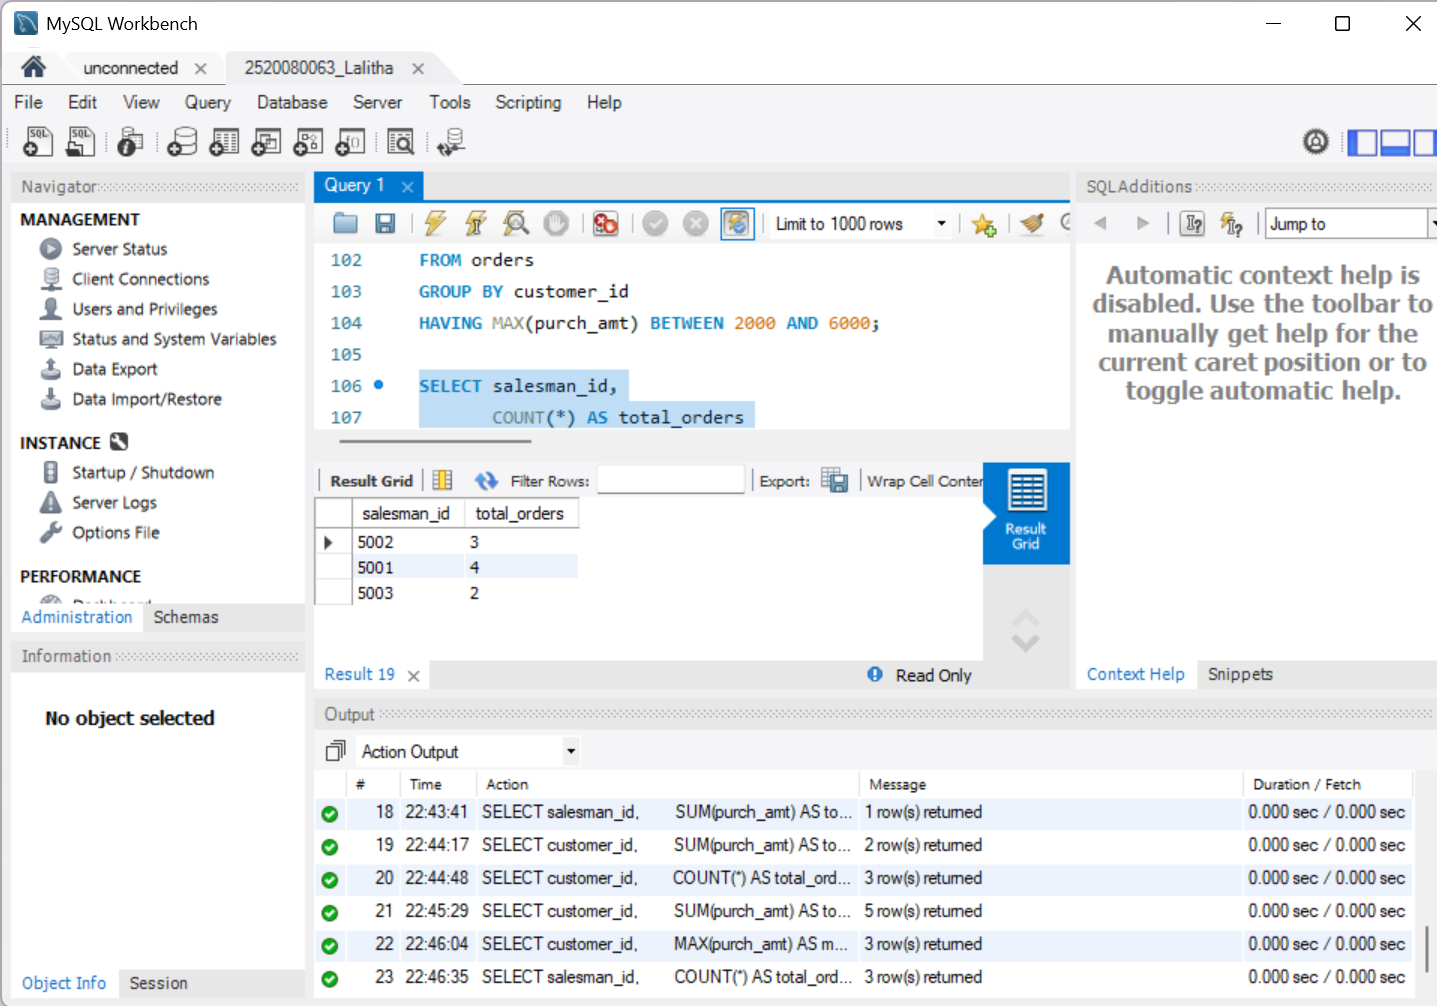 MySQL Workbench
unconnected
2520080063_Lalitha
File Edit View Query Database Server Tools Scripting Help
Navigator
MANAGEMENT
Server Status
Client Connections
Users and Privileges
Status and System Variables
Data Export
Data Import/Restore
INSTANCE
Startup / Shutdown
Server Logs
Options File
PERFORMANCE
Administration Schemas
Information
No object selected
Object Info Session
Query 1
Limit to 1000 rows
102 FROM orders
103 GROUP BY customer_id
104 HAVING MAX(purch_amt) BETWEEN 2000 AND 6000;
105
106 SELECT salesman_id,
107 COUNT(*) AS total_orders
Result Grid Filter Rows: Export: Wrap Cell Conter
salesman_id total_orders
5002 3
5001 4
5003 2
Result
Grid
Result 19 Read Only
SQLAdditions
Jump to
Automatic context help is
disabled. Use the toolbar to
manually get help for the
current caret position or to
toggle automatic help.
Context Help Snippets
Output
Action Output
# Time Action Message Duration / Fetch
18 22:43:41 SELECT salesman_id, SUM(purch_amt) AS to... 1 row(s) returned 0.000 sec / 0.000 sec
19 22:44:17 SELECT customer_id, SUM(purch_amt) AS to... 2 row(s) returned 0.000 sec / 0.000 sec
20 22:44:48 SELECT customer_id, COUNT(*) AS total_ord... 3 row(s) returned 0.000 sec / 0.000 sec
21 22:45:29 SELECT customer_id, SUM(purch_amt) AS to... 5 row(s) returned 0.000 sec / 0.000 sec
22 22:46:04 SELECT customer_id, MAX(purch_amt) AS m... 3 row(s) returned 0.000 sec / 0.000 sec
23 22:46:35 SELECT salesman_id, COUNT(*) AS total_ord... 3 row(s) returned 0.000 sec / 0.000 sec